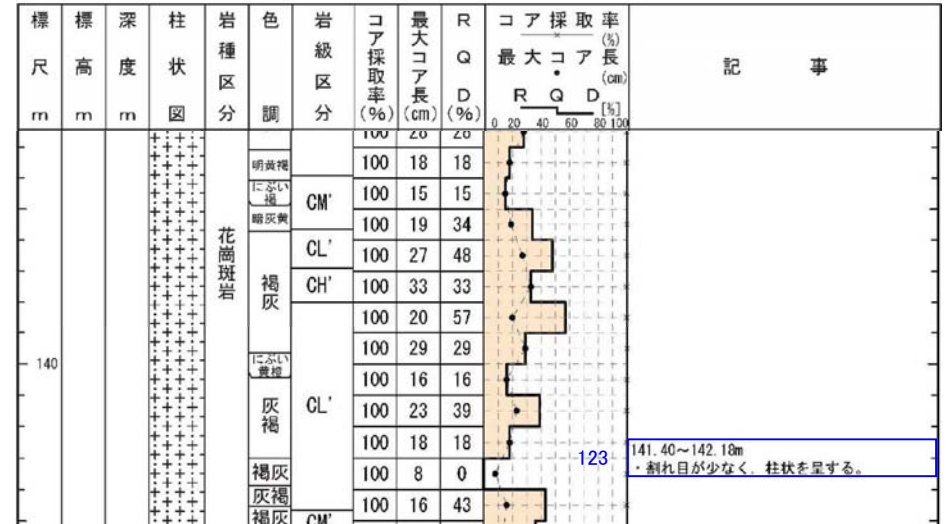 標尺m 標高m 深度m 柱状図 岩種区分 色調 岩級区分 コア採取率(%) 最大コア長(cm) RQD(%) コア採取率(%) 最大コア長(cm) RQD[%] 記事
0 20 40 60 80 100
100 28 28
明黄褐 100 18 18
にぶい褐 CM' 100 15 15
暗灰黄 100 19 34
花崗斑岩
CL' 100 27 48
褐灰 CH' 100 33 33
100 20 57
100 29 29
140 にぶい黄橙
100 16 16
灰褐 CL' 100 23 39
100 18 18
123 141.40～142.18m
・割れ目が少なく、柱状を呈する。
褐灰 100 8 0
灰褐 100 16 43
褐灰 CM'